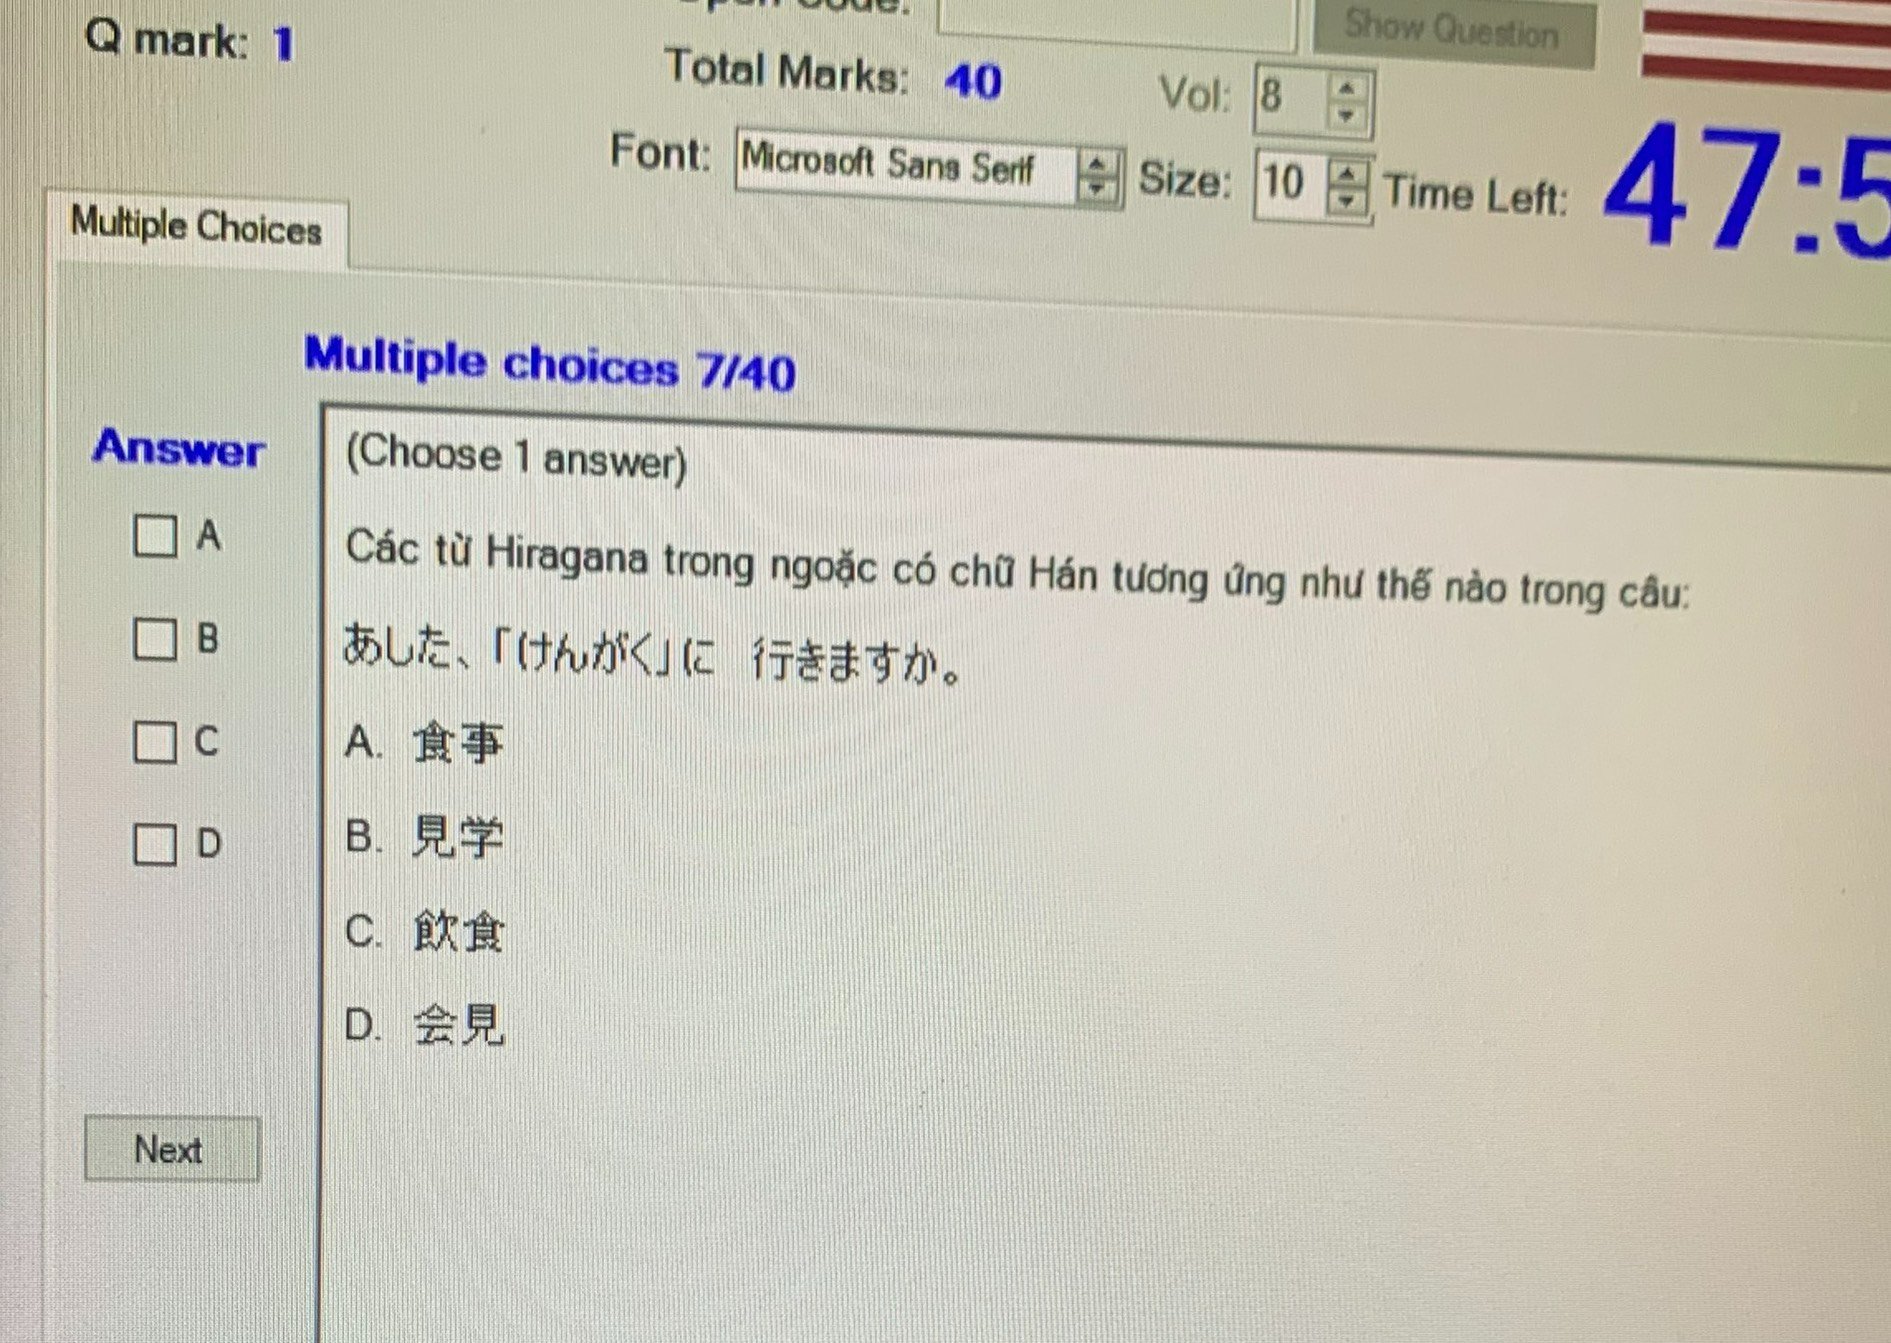 Q mark: 1
Show Question
Total Marks: 40
Vol: 8
Font: Microsoft Sans Serif
Size: 10
Time Left: 47:5
Multiple Choices
Multiple choices 7/40
Answer
(Choose 1 answer)
A
Các từ Hiragana trong ngoặc có chữ Hán tương ứng như thế nào trong câu:
B
あした、「けんがく」に 行きますか。
C
A. 食事
D
B. 見学
C. 飲食
D. 会見
Next